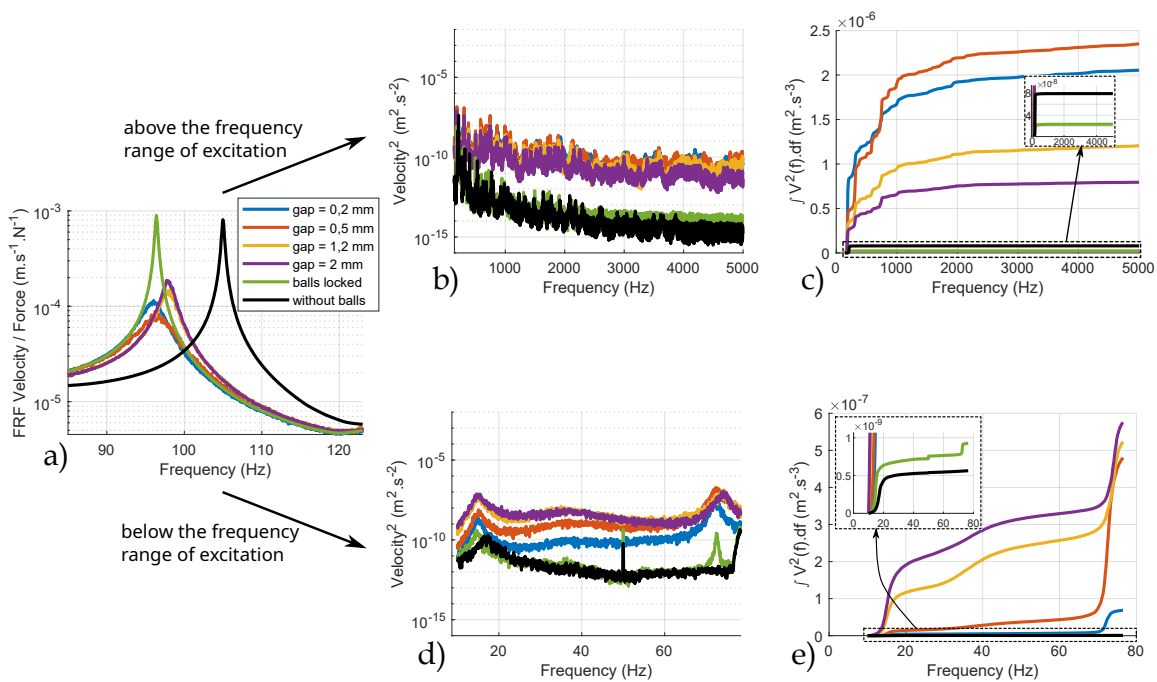 above the frequency
range of excitation
10^-3
10^-4
10^-5
90 100 110 120
FRF Velocity / Force (m.s^-1.N^-1)
Frequency (Hz)
a)
gap = 0,2 mm
gap = 0,5 mm
gap = 1,2 mm
gap = 2 mm
balls locked
without balls
10^-5
10^-10
10^-15
1000 2000 3000 4000 5000
Velocity² (m².s^-2)
Frequency (Hz)
b)
×10^-6
2.5
2
1.5
1
0.5
0
0 1000 2000 3000 4000 5000
∫ V²(f).df (m².s^-3)
Frequency (Hz)
c)
×10^-8
8
4
0 2000 4000
below the frequency
range of excitation
10^-5
10^-10
10^-15
20 40 60
Velocity² (m².s^-2)
Frequency (Hz)
d)
×10^-7
6
5
4
3
2
1
0
0 20 40 60 80
∫ V²(f).df (m².s^-3)
Frequency (Hz)
e)
×10^-9
1
0.5
0
0 20 40 60 80